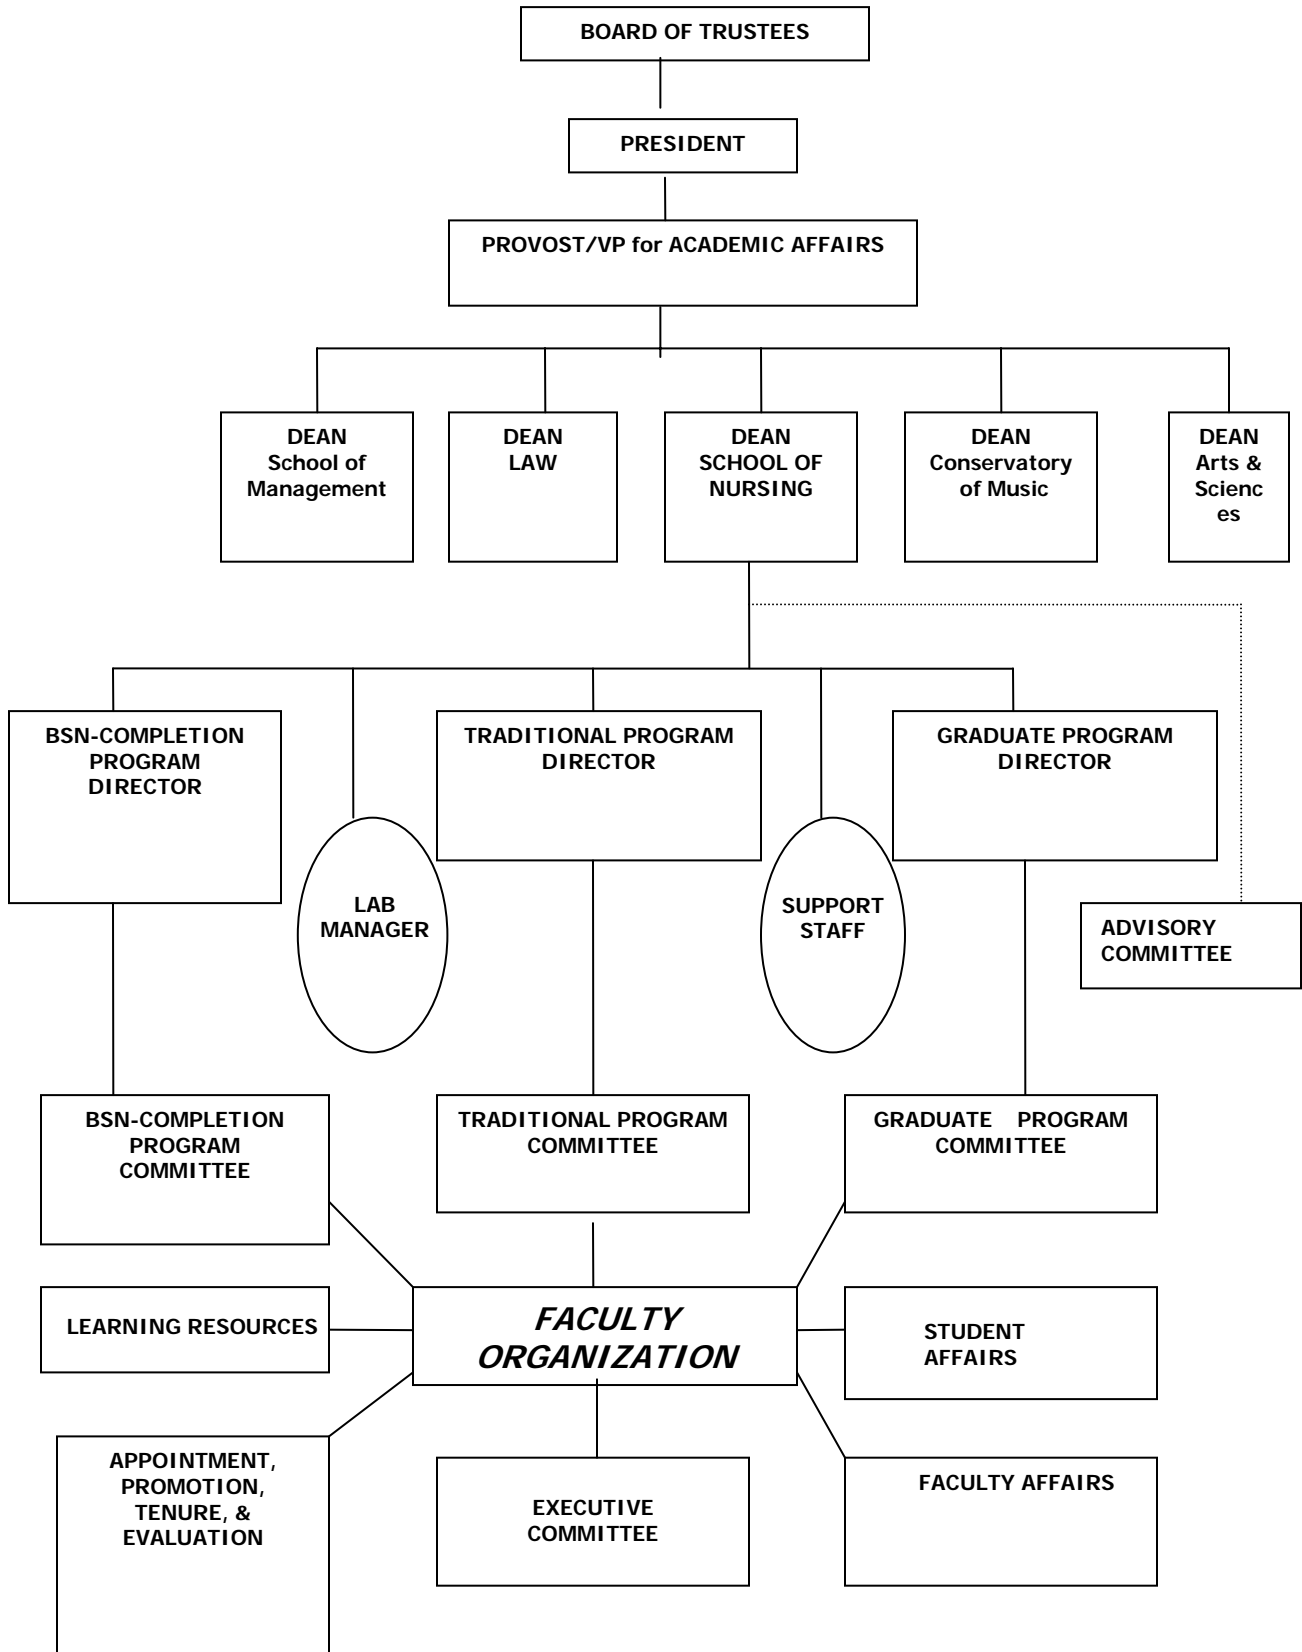 BOARD OF TRUSTEES
PRESIDENT
PROVOST/VP for ACADEMIC AFFAIRS
DEAN
School of
Management
DEAN
LAW
DEAN
SCHOOL OF
NURSING
DEAN
Conservatory
of Music
DEAN
Arts &
Scienc
es
BSN-COMPLETION
PROGRAM
DIRECTOR
TRADITIONAL PROGRAM
DIRECTOR
GRADUATE PROGRAM
DIRECTOR
LAB
MANAGER
SUPPORT
STAFF
ADVISORY
COMMITTEE
BSN-COMPLETION
PROGRAM
COMMITTEE
TRADITIONAL PROGRAM
COMMITTEE
GRADUATE PROGRAM
COMMITTEE
LEARNING RESOURCES
FACULTY
ORGANIZATION
STUDENT
AFFAIRS
APPOINTMENT,
PROMOTION,
TENURE, &
EVALUATION
EXECUTIVE
COMMITTEE
FACULTY AFFAIRS